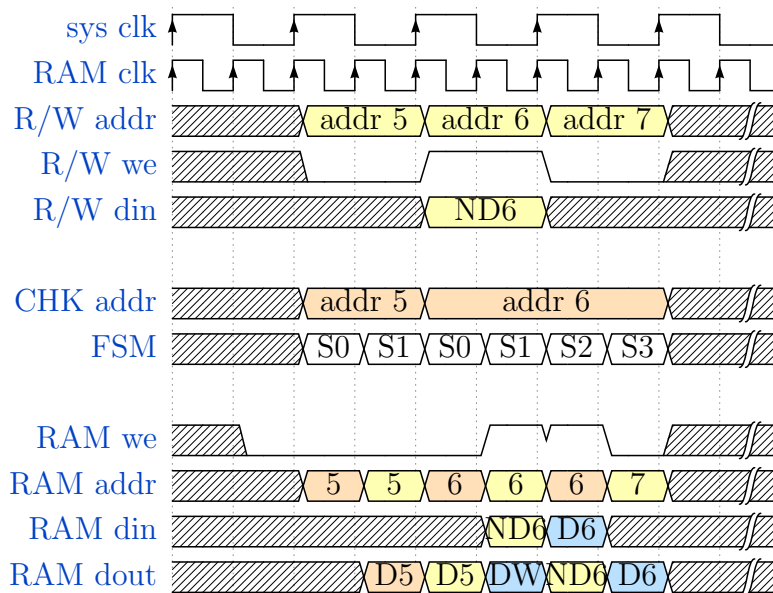 sys clk
RAM clk
R/W addr addr 5 addr 6 addr 7
R/W we
R/W din ND6
CHK addr addr 5 addr 6
FSM S0 S1 S0 S1 S2 S3
RAM we
RAM addr 5 5 6 6 6 7
RAM din ND6 D6
RAM dout D5 D5 DW ND6 D6